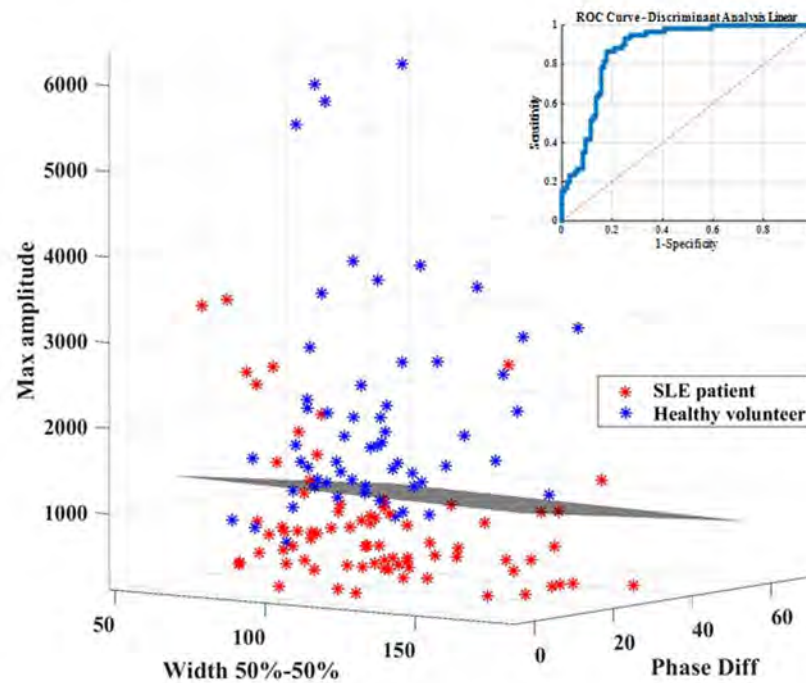 ROC Curve - Discriminant Analysis Linear
1
0.8
0.6
0.4
0.2
0
Sensitivity
0 0.2 0.4 0.6 0.8
1-Specificity
6000
5000
4000
3000
2000
1000
Max amplitude
SLE patient
Healthy volunteer
50 100 150
Width 50%-50%
0 20 40 60
Phase Diff